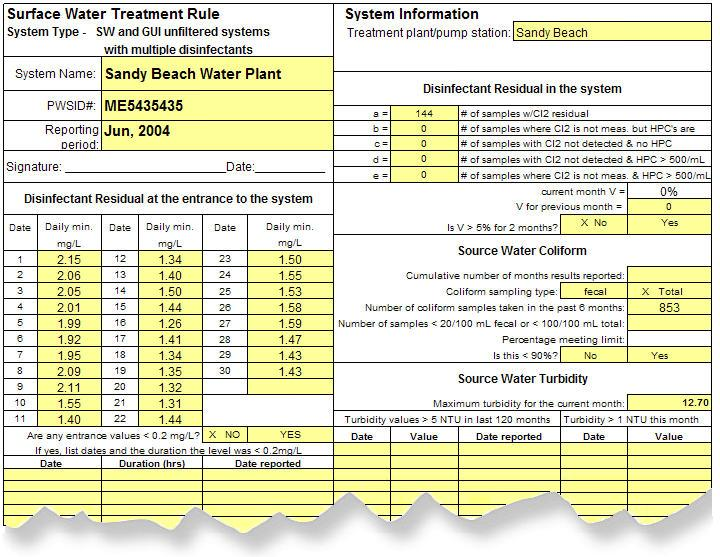 Surface Water Treatment Rule
System Type - SW and GUI unfiltered systems
with multiple disinfectants
System Name: Sandy Beach Water Plant
PWSID#: ME5435435
Reporting period: Jun, 2004
Signature: ____________________ Date: __________
Disinfectant Residual at the entrance to the system
Date Daily min. mg/L Date Daily min. mg/L Date Daily min. mg/L
1 2.15 12 1.34 23 1.50
2 2.06 13 1.40 24 1.55
3 2.05 14 1.50 25 1.53
4 2.01 15 1.44 26 1.58
5 1.99 16 1.26 27 1.59
6 1.92 17 1.41 28 1.47
7 1.95 18 1.34 29 1.43
8 2.09 19 1.35 30 1.43
9 2.11 20 1.32
10 1.55 21 1.31
11 1.40 22 1.44
Are any entrance values < 0.2 mg/L? X NO YES
If yes, list dates and the duration the level was < 0.2mg/L
Date Duration (hrs) Date reported
System Information
Treatment plant/pump station: Sandy Beach
Disinfectant Residual in the system
a = 144 # of samples w/Cl2 residual
b = 0 # of samples where Cl2 is not meas. but HPC's are
c = 0 # of samples with Cl2 not detected & no HPC
d = 0 # of samples with Cl2 not detected & HPC > 500/mL
e = 0 # of samples where Cl2 is not meas. & HPC > 500/mL
current month V = 0%
V for previous month = 0
Is V > 5% for 2 months? X No Yes
Source Water Coliform
Cumulative number of months results reported:
Coliform sampling type: fecal X Total
Number of coliform samples taken in the past 6 months: 853
Number of samples < 20/100 mL fecal or < 100/100 mL total:
Percentage meeting limit:
Is this < 90%? No Yes
Source Water Turbidity
Maximum turbidity for the current month: 12.70
Turbidity values > 5 NTU in last 120 months Turbidity > 1 NTU this month
Date Value Date reported Date Value